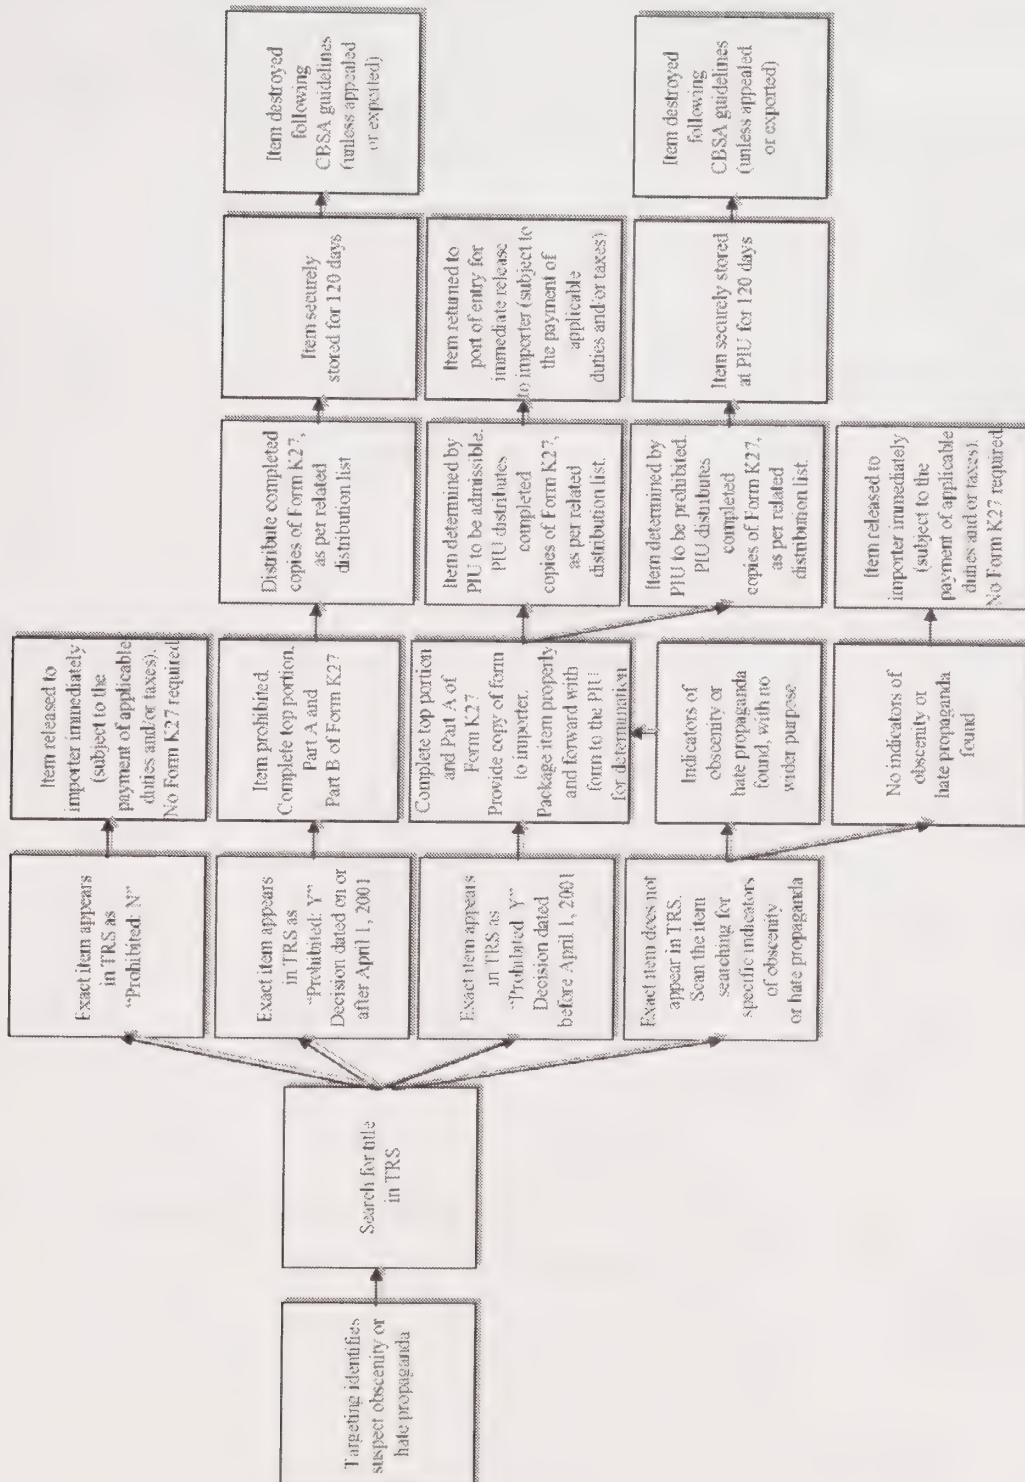 Targeting identifies
suspect obscenity or
hate propaganda
Search for title
in TRS
Exact item appears
in TRS as
“Prohibited: N”
Item released to
importer immediately
(subject to the
payment of applicable
duties and/or taxes).
No Form K27 required
Exact item appears
in TRS as
“Prohibited: Y”
Decision dated on or
after April 1, 2001
Item prohibited.
Complete top portion,
Part A and
Part B of Form K27
Distribute completed
copies of Form K27,
as per related
distribution list
Item securely
stored for 120 days
Item destroyed
following
CBSA guidelines
(unless appealed
or exported)
Exact item appears
in TRS as
“Prohibited: Y”
Decision dated
before April 1, 2001
Complete top portion
and Part A of
Form K27
Provide copy of form
to importer.
Package item properly
and forward with
form to the PIU
for determination
Item determined by
PIU to be admissible.
PIU distributes
completed
copies of Form K27,
as per related
distribution list.
Item returned to
port of entry for
immediate release
to importer (subject to
the payment of
applicable
duties and/or taxes)
Exact item does not
appear in TRS.
Scan the item
searching for
specific indicators
of obscenity
or hate propaganda
Indicators of
obscenity or
hate propaganda
found, with no
wider purpose
Item determined by
PIU to be prohibited.
PIU distributes
completed
copies of Form K27,
as per related
distribution list.
Item securely stored
at PIU for 120 days
Item destroyed
following
CBSA guidelines
(unless appealed
or exported)
No indicators of
obscenity or
hate propaganda
found
Item released to
importer immediately
(subject to the
payment of applicable
duties and/or taxes).
No Form K27 required